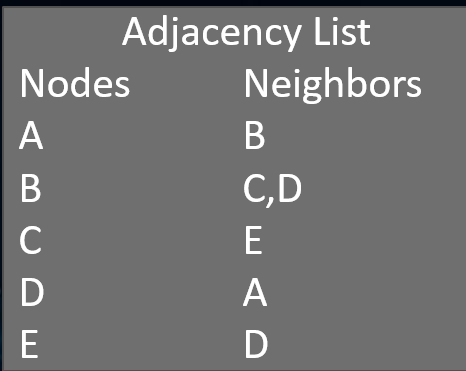 Adjacency List
Nodes Neighbors
A B
B C,D
C E
D A
E D